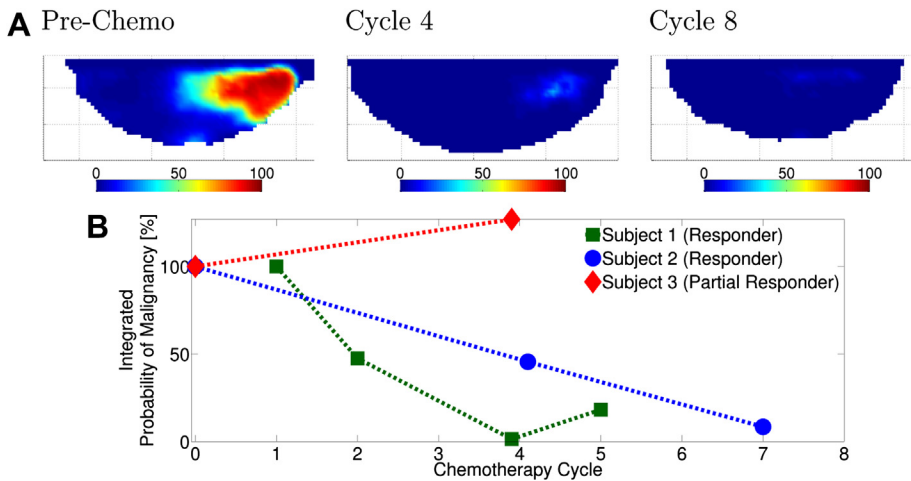 A Pre-Chemo Cycle 4 Cycle 8
0 50 100 0 50 100 0 50 100
B
Integrated
Probability of Malignancy [%]
100
50
0
Subject 1 (Responder)
Subject 2 (Responder)
Subject 3 (Partial Responder)
0 1 2 3 4 5 6 7 8
Chemotherapy Cycle